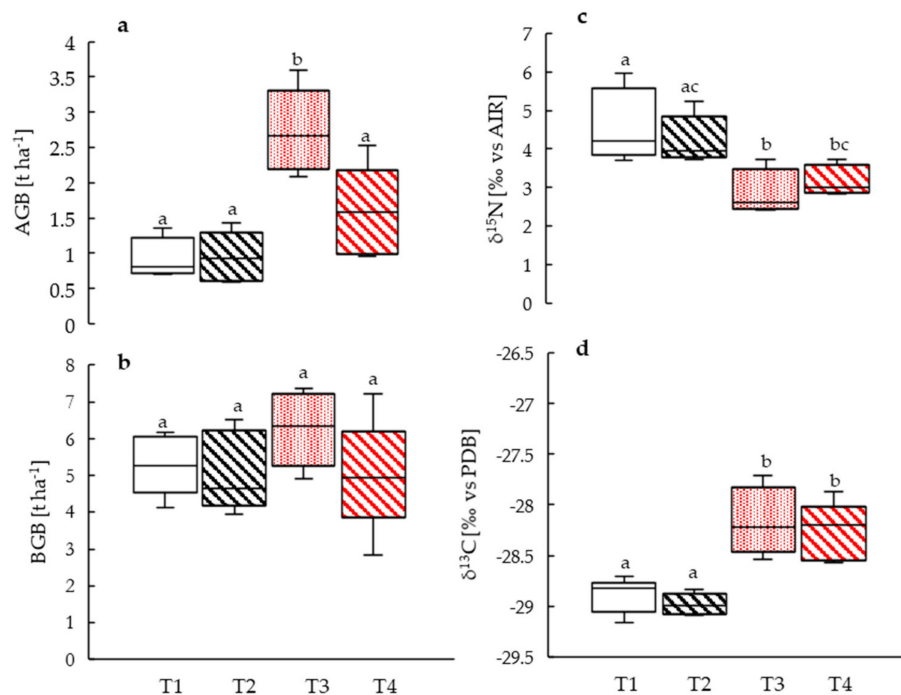 a
AGB [t ha⁻¹]
4
3.5
3
2.5
2
1.5
1
0.5
0
a
a
b
a
c
δ¹⁵N [‰ vs AIR]
7
6
5
4
3
2
1
0
a
ac
b
bc
b
BGB [t ha⁻¹]
8
7
6
5
4
3
2
1
0
a
a
a
a
T1
T2
T3
T4
d
δ¹³C [‰ vs PDB]
-26.5
-27
-27.5
-28
-28.5
-29
-29.5
a
a
b
b
T1
T2
T3
T4